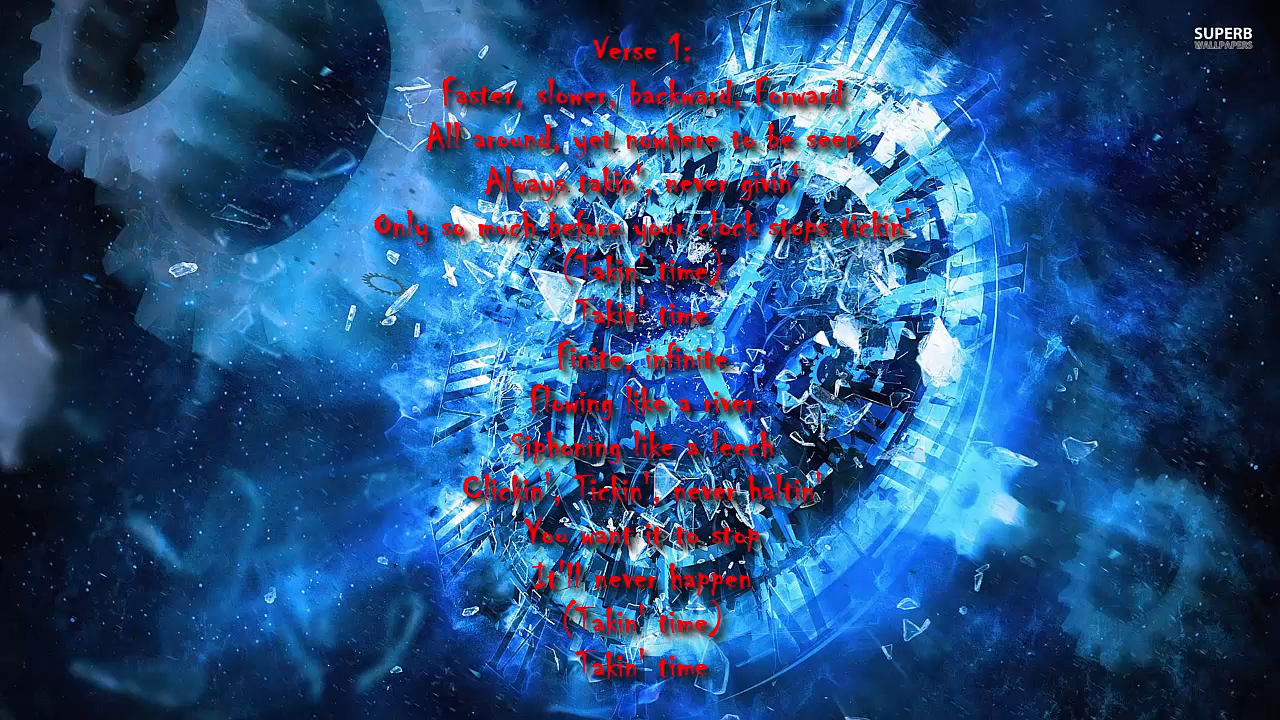 SUPERB
WALLPAPERS
Verse 1:
Faster, slower, backward, forward
All around, yet nowhere to be seen
Always takin', never givin'
Only so much before your clock stops tickin'
(Takin' time)
Takin' time
Finite, infinite
Flowing like a river
Siphoning like a leech
Clickin', Tickin', never haltin'
You want it to stop
It'll never happen
(Takin' time)
Takin' time